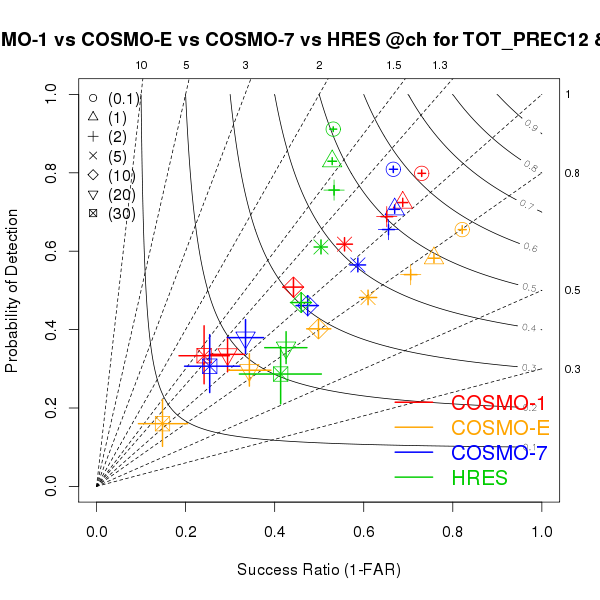 MO-1 vs COSMO-E vs COSMO-7 vs HRES @ch for TOT_PREC12 &
10 5 3 2 1.5 1.3
1.0 0.8 0.6 0.4 0.2 0.0
Probability of Detection
(0.1)
(1)
(2)
(5)
(10)
(20)
(30)
0.9
0.8
0.7
0.6
0.5
0.4
0.3
0.2
0.1
1
0.8
0.5
0.3
COSMO-1
COSMO-E
COSMO-7
HRES
0.0 0.2 0.4 0.6 0.8 1.0
Success Ratio (1-FAR)